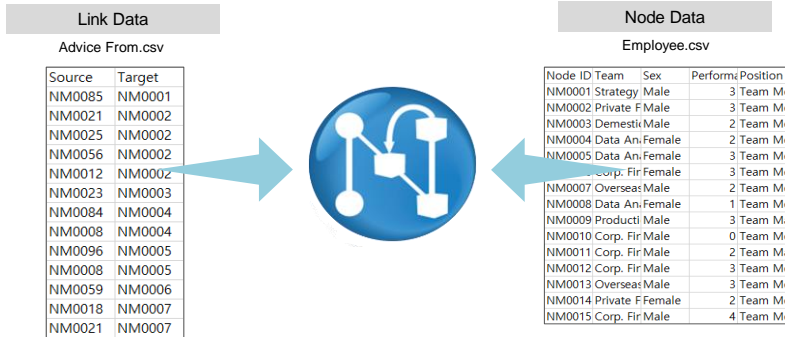 Link Data
Advice From.csv
Source Target
NM0085 NM0001
NM0021 NM0002
NM0025 NM0002
NM0056 NM0002
NM0012 NM0002
NM0023 NM0003
NM0084 NM0004
NM0008 NM0004
NM0096 NM0005
NM0008 NM0005
NM0059 NM0006
NM0018 NM0007
NM0021 NM0007
Node Data
Employee.csv
Node ID Team Sex Performa Position
NM0001 Strategy Male 3 Team Me
NM0002 Private F Male 3 Team Me
NM0003 Demestic Male 2 Team Me
NM0004 Data Ana Female 2 Team Me
NM0005 Data Ana Female 3 Team Me
Corp. Fin Female 3 Team Me
NM0007 Overseas Male 2 Team Me
NM0008 Data Ana Female 1 Team Me
NM0009 Producti Male 3 Team Ma
NM0010 Corp. Fin Male 0 Team Me
NM0011 Corp. Fin Male 2 Team Ma
NM0012 Corp. Fin Male 3 Team Me
NM0013 Overseas Male 3 Team Me
NM0014 Private F Female 2 Team Me
NM0015 Corp. Fin Male 4 Team Me